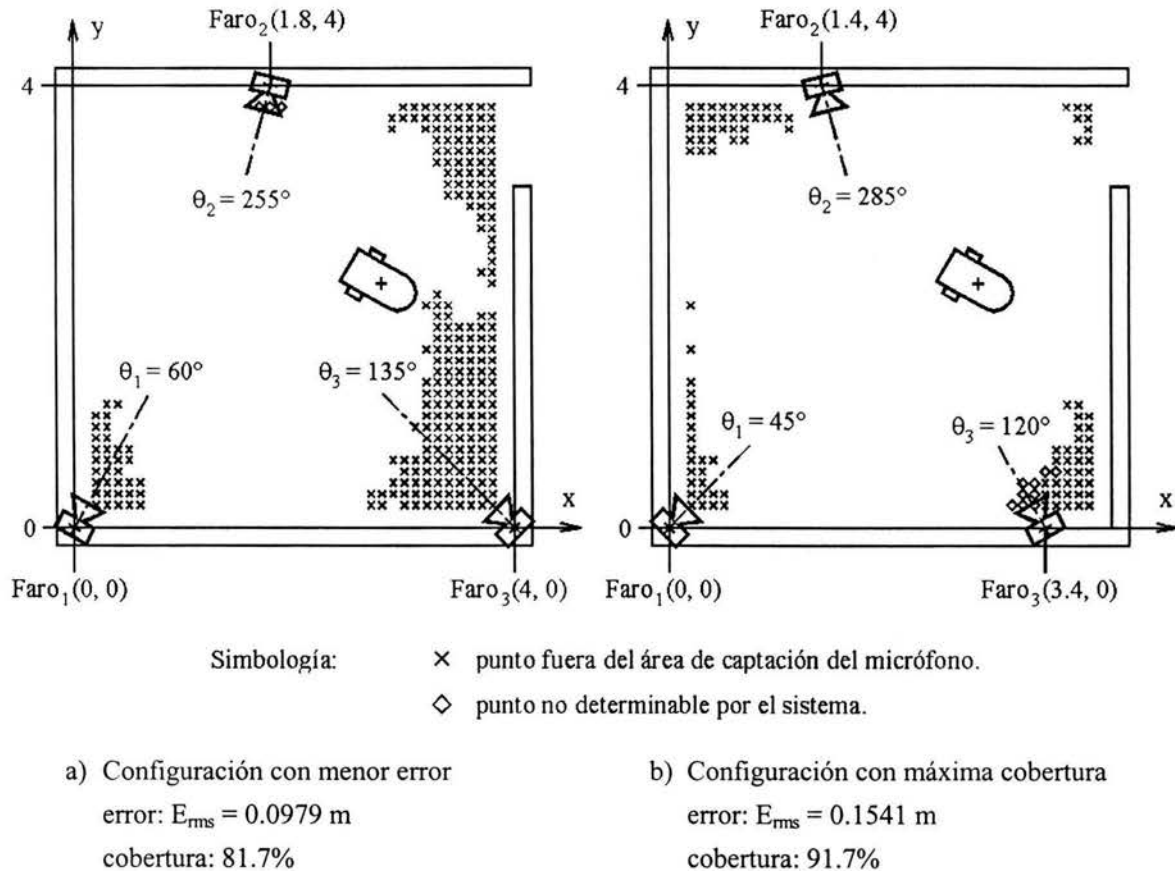 Faro2(1.8, 4)
y
4
θ2 = 255°
θ1 = 60°
θ3 = 135°
0
x
Faro1(0, 0)
Faro3(4, 0)
Faro2(1.4, 4)
y
4
θ2 = 285°
θ1 = 45°
θ3 = 120°
0
x
Faro1(0, 0)
Faro3(3.4, 0)
Simbología:
× punto fuera del área de captación del micrófono.
◇ punto no determinable por el sistema.
a) Configuración con menor error
error: Erms = 0.0979 m
cobertura: 81.7%
b) Configuración con máxima cobertura
error: Erms = 0.1541 m
cobertura: 91.7%